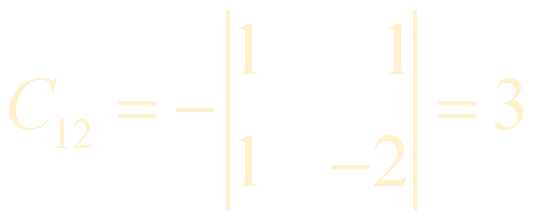 C₁₂ = − | 1 1 | = 3
| 1 −2 |